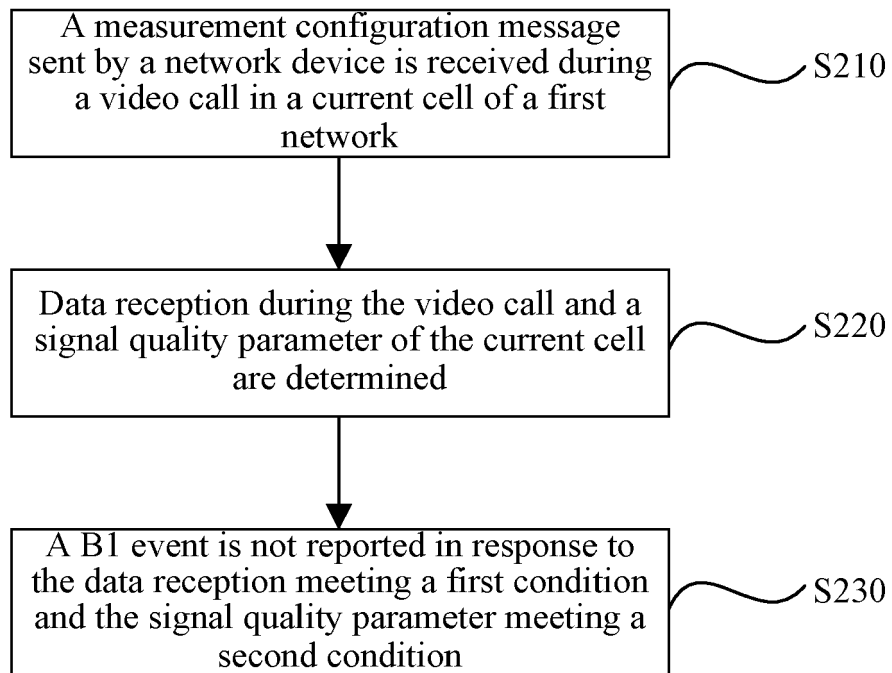 A measurement configuration message
sent by a network device is received during
a video call in a current cell of a first
network
S210
Data reception during the video call and a
signal quality parameter of the current cell
are determined
S220
A B1 event is not reported in response to
the data reception meeting a first condition
and the signal quality parameter meeting a
second condition
S230